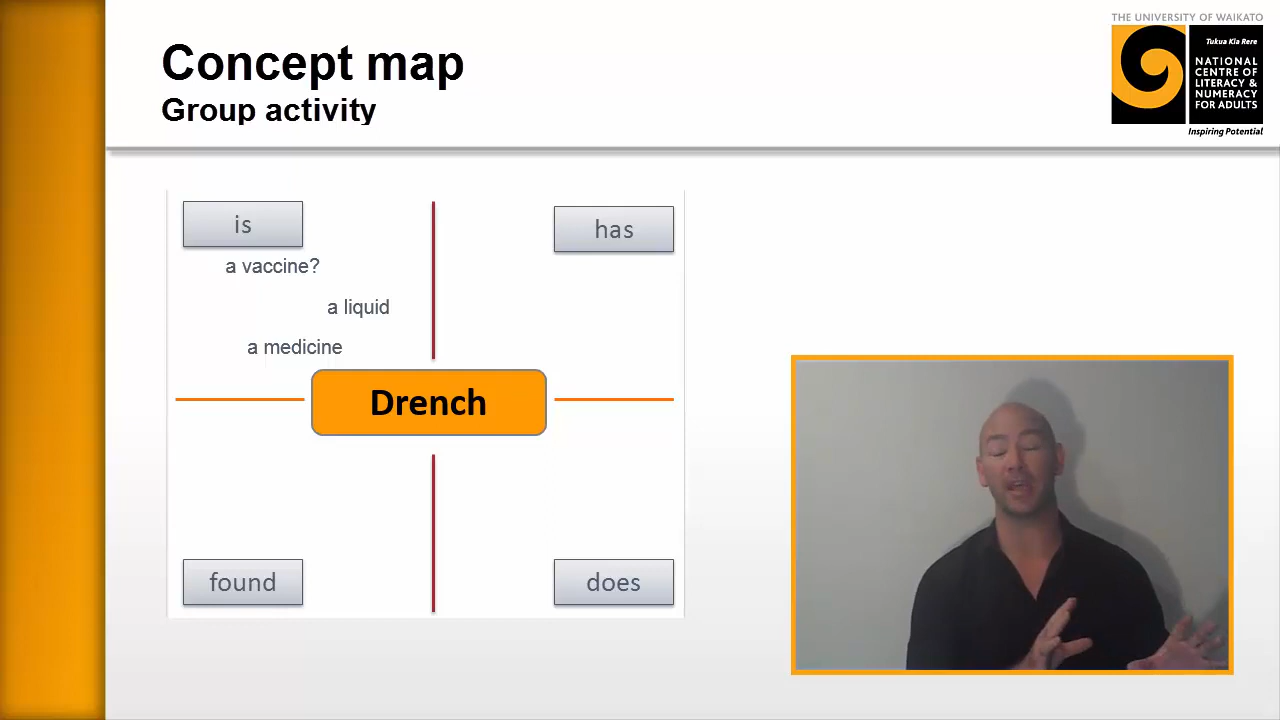 THE UNIVERSITY OF WAIKATO
Tukua Kia Rere
NATIONAL
CENTRE OF
LITERACY &
NUMERACY
FOR ADULTS
Inspiring Potential
Concept map
Group activity
is
has
a vaccine?
a liquid
a medicine
Drench
found
does